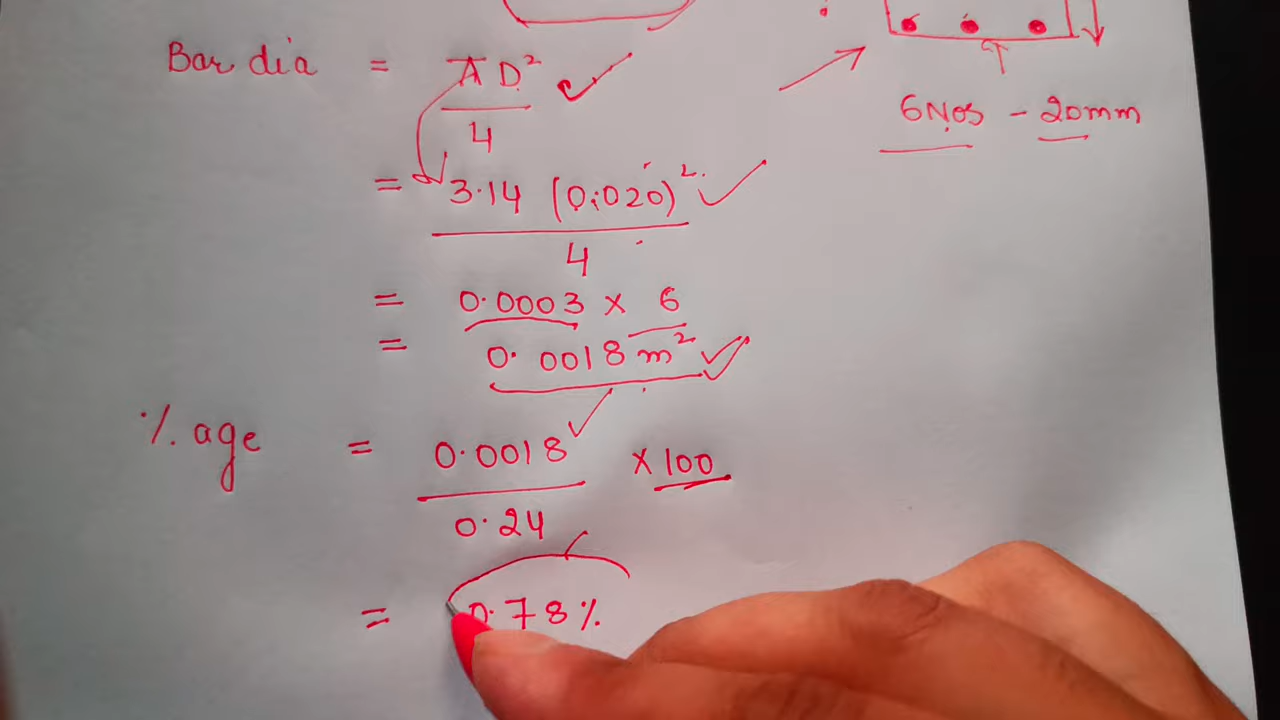 Bar dia = πD²
4
6Nos - 20mm
= 3.14 (0.020)²
4
= 0.0003 × 6
= 0.0018 m²
%age = 0.0018 × 100
0.24
= 0.78%